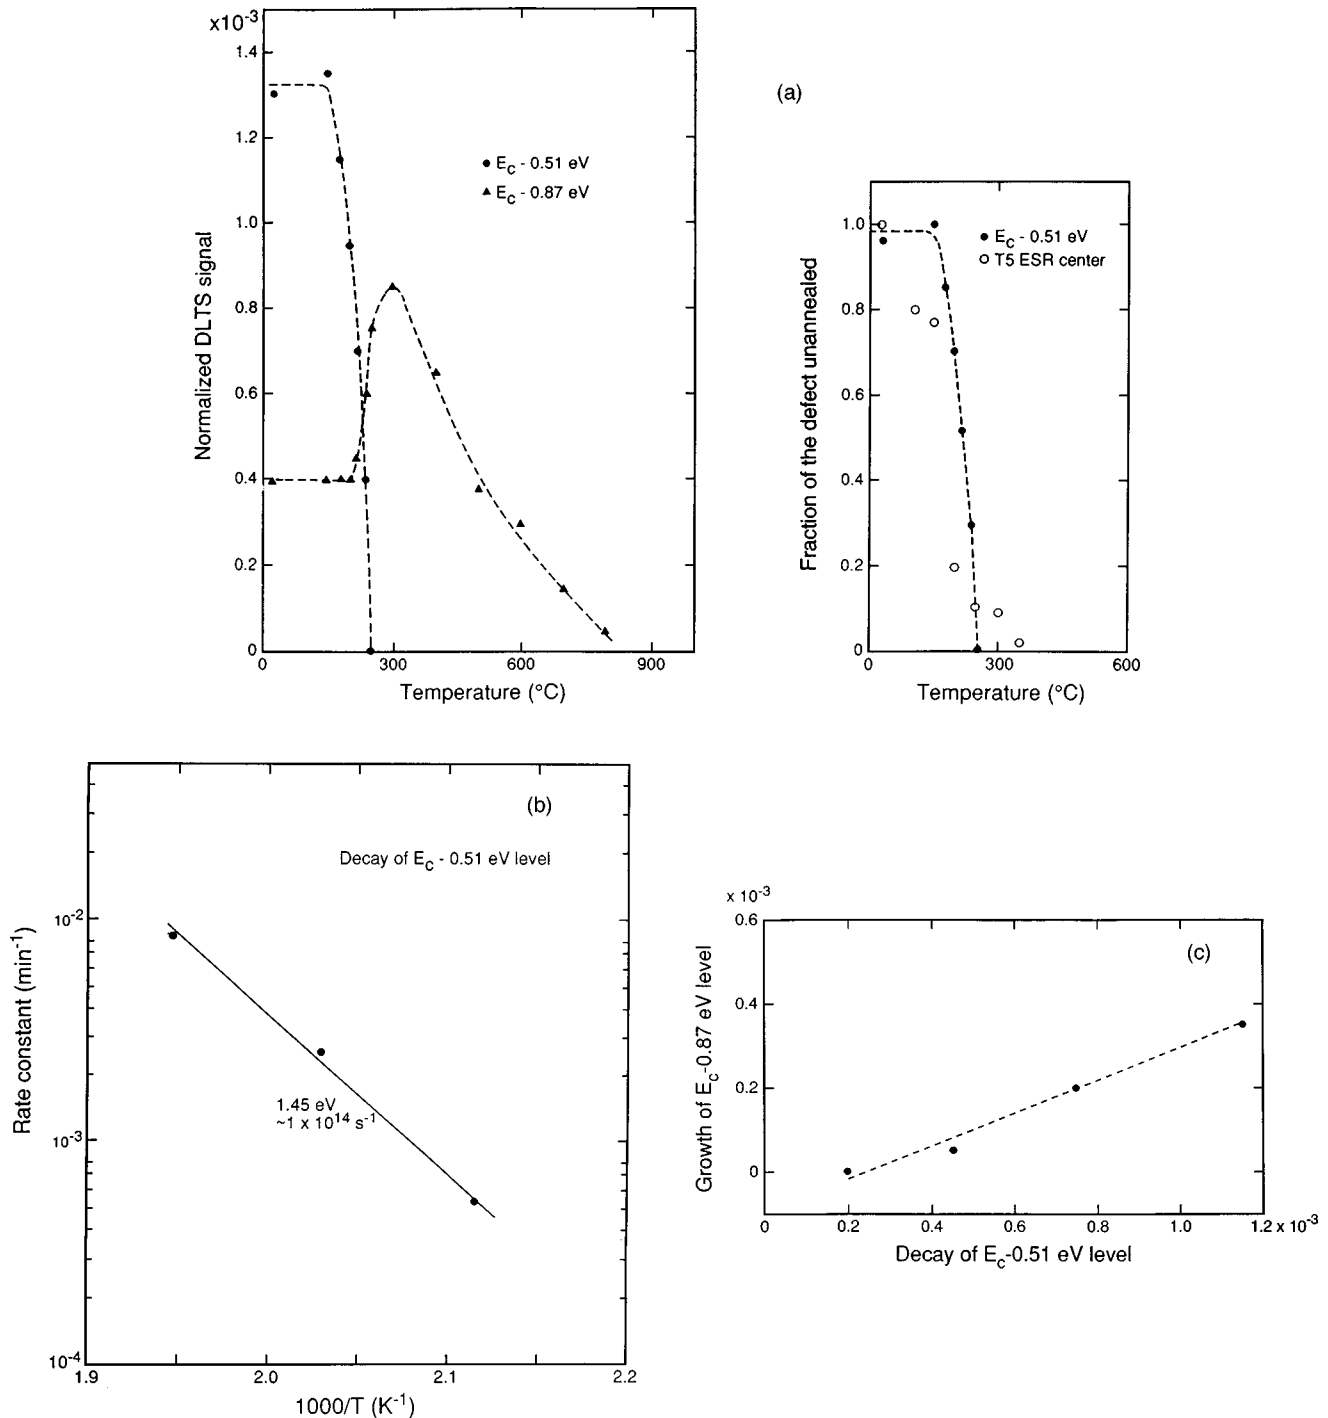 x10⁻³
1.4
1.2
1.0
0.8
0.6
0.4
0.2
0
Normalized DLTS signal
● E_C - 0.51 eV
▲ E_C - 0.87 eV
0 300 600 900
Temperature (°C)
(a)
1.0
0.8
0.6
0.4
0.2
0
Fraction of the defect unannealed
● E_C - 0.51 eV
○ T5 ESR center
0 300 600
Temperature (°C)
(b)
Decay of E_C - 0.51 eV level
10⁻²
10⁻³
10⁻⁴
Rate constant (min⁻¹)
1.45 eV
~1 x 10¹⁴ s⁻¹
1.9 2.0 2.1 2.2
1000/T (K⁻¹)
x 10⁻³
0.6
0.4
0.2
0
Growth of E_C-0.87 eV level
(c)
0 0.2 0.4 0.6 0.8 1.0 1.2 x 10⁻³
Decay of E_C-0.51 eV level